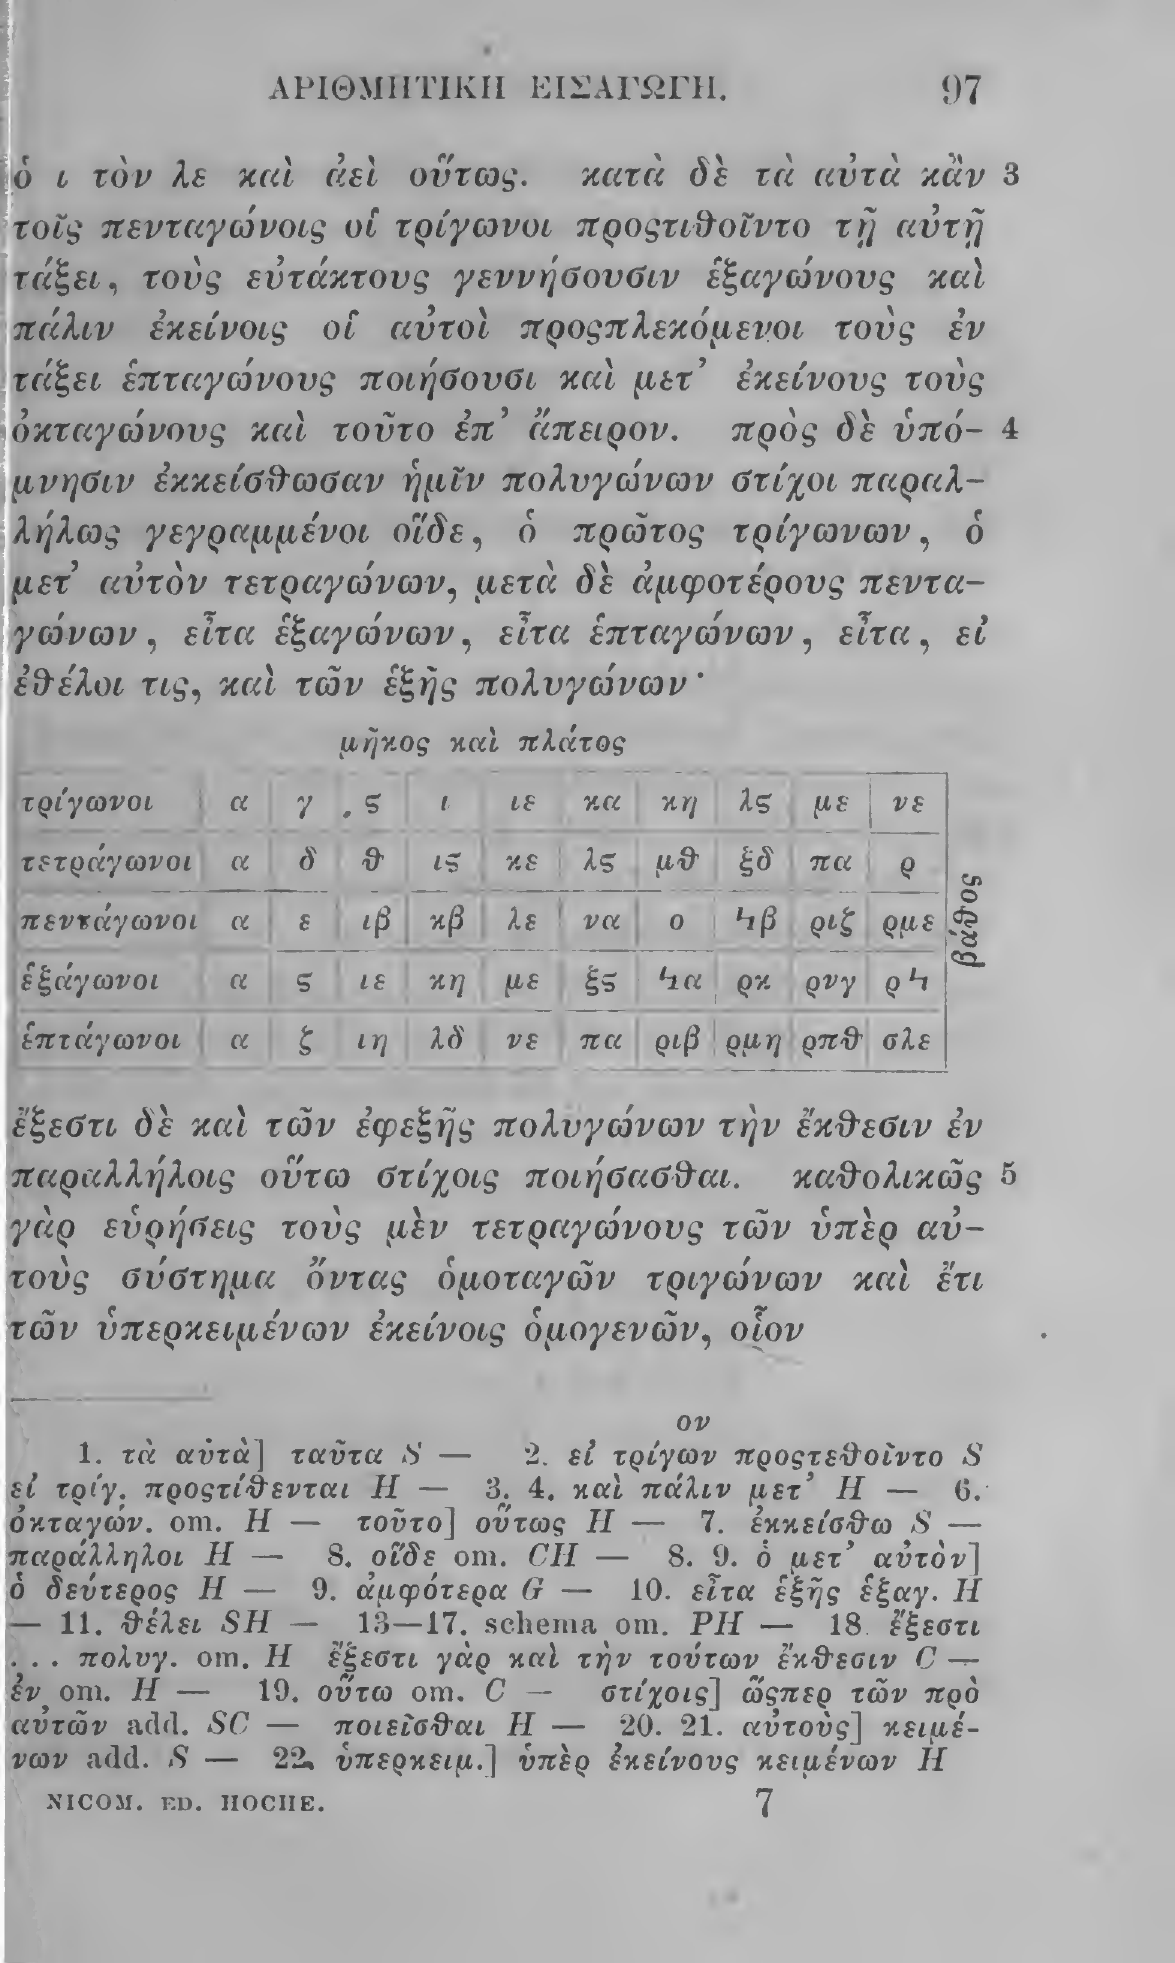 ΑΡΙΘΜΗΤΙΚΗ ΕΙΣΑΓΩΓΗ. 97
ὁ ι τὸν λε καὶ ἀεὶ οὕτως. κατὰ δὲ τὰ αὐτὰ κἂν 3
τοῖς πενταγώνοις οἱ τρίγωνοι προςτιθοῖντο τῇ αὐτῇ
τάξει, τοὺς εὐτάκτους γεννήσουσιν ἑξαγώνους καὶ
πάλιν ἐκείνοις οἱ αὐτοὶ προςπλεκόμενοι τοὺς ἐν
τάξει ἑπταγώνους ποιήσουσι καὶ μετ’ ἐκείνους τοὺς
ὀκταγώνους καὶ τοῦτο ἐπ’ ἄπειρον. πρὸς δὲ ὑπό- 4
μνησιν ἐκκείσθωσαν ἡμῖν πολυγώνων στίχοι παραλ-
λήλως γεγραμμένοι οἵδε, ὁ πρῶτος τρίγωνων, ὁ
μετ’ αὐτὸν τετραγώνων, μετὰ δὲ ἀμφοτέρους πεντα-
γώνων, εἶτα ἑξαγώνων, εἶτα ἑπταγώνων, εἶτα, εἰ
ἐθέλοι τις, καὶ τῶν ἑξῆς πολυγώνων·
μῆκος καὶ πλάτος
τρίγωνοι α γ ϛ ι ιε κα κη λϛ με νε
τετράγωνοι α δ θ ιϛ κε λϛ μθ ξδ πα ρ
πεντάγωνοι α ε ιβ κβ λε να ο ϟβ ριζ ρμε
ἑξάγωνοι α ϛ ιε κη με ξϛ ϟα ρκ ρνγ ρϟ
ἑπτάγωνοι α ζ ιη λδ νε πα ριβ ρμη ρπθ σλε
βάθος
ἔξεστι δὲ καὶ τῶν ἐφεξῆς πολυγώνων τὴν ἔκθεσιν ἐν
παραλλήλοις οὕτω στίχοις ποιήσασθαι. καθολικῶς 5
γὰρ εὑρήσεις τοὺς μὲν τετραγώνους τῶν ὑπὲρ αὐ-
τοὺς σύστημα ὄντας ὁμοταγῶν τριγώνων καὶ ἔτι
τῶν ὑπερκειμένων ἐκείνοις ὁμογενῶν, οἷον
ον
1. τὰ αὐτὰ] ταῦτα S — 2. εἰ τρίγων προςτεθοῖντο S
εἰ τρίγ. προςτίθενται H — 3. 4. καὶ πάλιν μετ’ H — 6.
ὀκταγών. om. H — τοῦτο] οὕτως H — 7. ἐκκείσθω S —
παράλληλοι H — 8. οἵδε om. CH — 8. 9. ὁ μετ’ αὐτὸν]
ὁ δεύτερος H — 9. ἀμφότερα G — 10. εἶτα ἑξῆς ἑξαγ. H
— 11. θέλει SH — 13—17. schema om. PH — 18. ἔξεστι
. . . πολυγ. om. H ἔξεστι γὰρ καὶ τὴν τούτων ἔκθεσιν C —
ἐν om. H — 19. οὕτω om. C — στίχοις] ὥςπερ τῶν πρὸ
αὐτῶν add. SC — ποιεῖσθαι H — 20. 21. αὐτοὺς] κειμέ-
νων add. S — 22. ὑπερκειμ.] ὑπὲρ ἐκείνους κειμένων H
NICOM. ED. HOCHE. 7